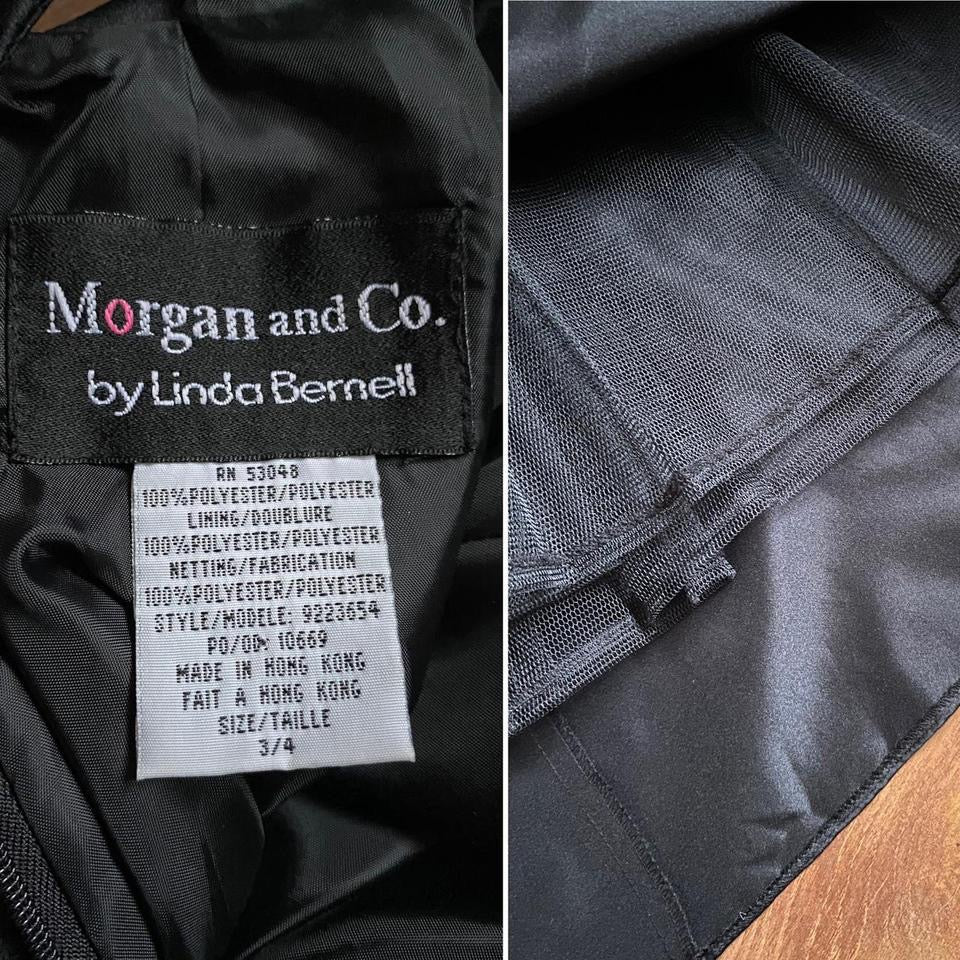 Morgan and Co.
by Linda Bernell
RN 53048
100%POLYESTER/POLYESTER
LINING/DOUBLURE
100%POLYESTER/POLYESTER
NETTING/FABRICATION
100%POLYESTER/POLYESTER
STYLE/MODELE: 9223654
PO/OD: 10669
MADE IN HONG KONG
FAIT A HONG KONG
SIZE/TAILLE
3/4